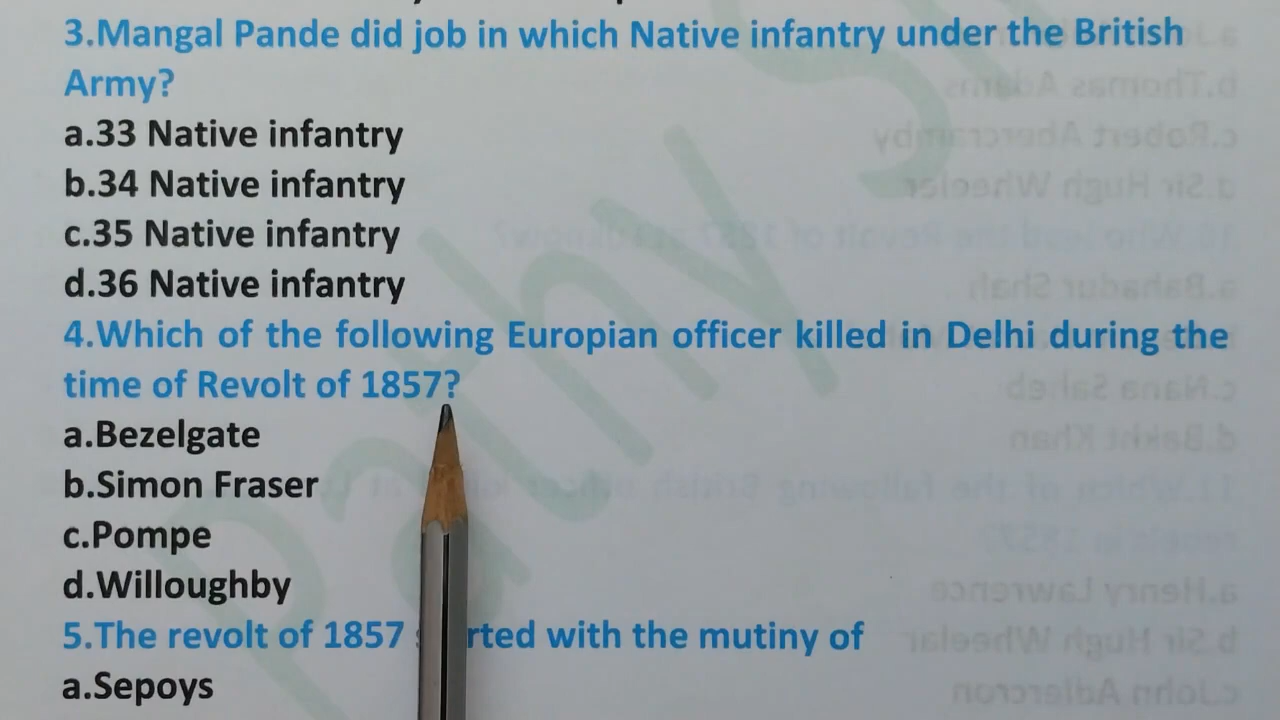 3.Mangal Pande did job in which Native infantry under the British
Army?
a.33 Native infantry
b.34 Native infantry
c.35 Native infantry
d.36 Native infantry
4.Which of the following Europian officer killed in Delhi during the
time of Revolt of 1857?
a.Bezelgate
b.Simon Fraser
c.Pompe
d.Willoughby
5.The revolt of 1857 with the mutiny of
a.Sepoys